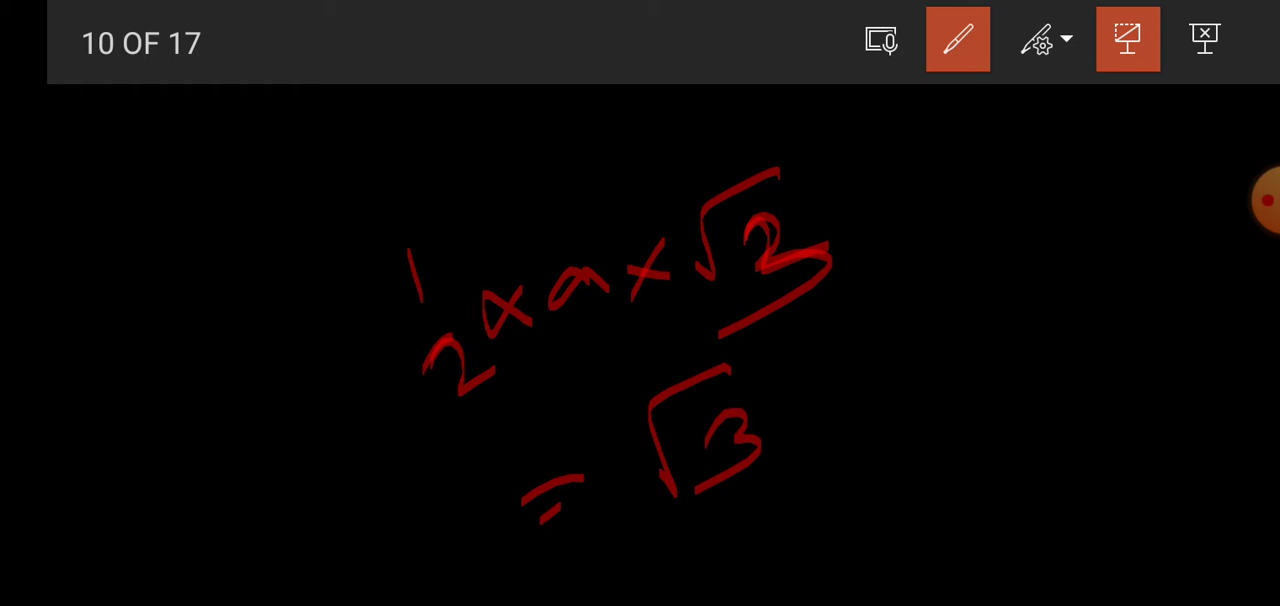 10 OF 17
1
2 × a × √3
= √3